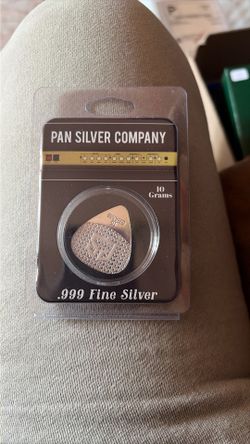 PAN SILVER COMPANY
10
Grams
.999 Fine Silver